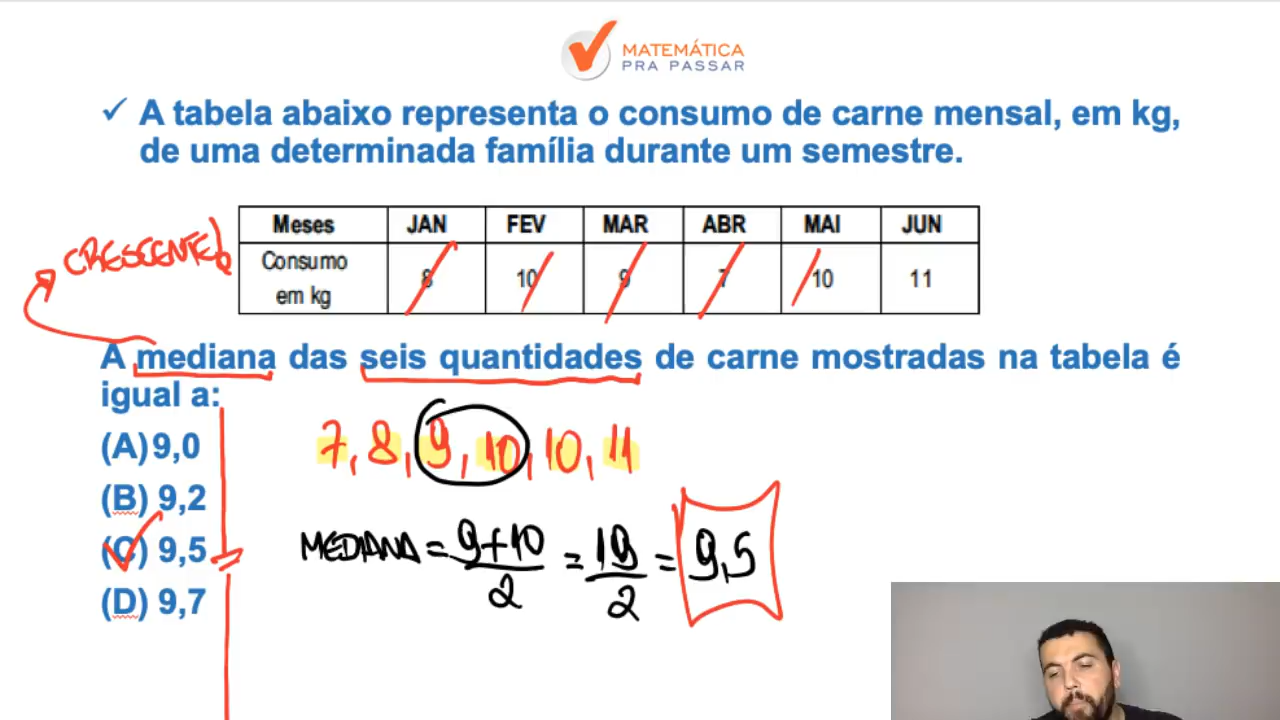 MATEMÁTICA
PRA PASSAR
✓ A tabela abaixo representa o consumo de carne mensal, em kg,
de uma determinada família durante um semestre.
Meses JAN FEV MAR ABR MAI JUN
Consumo em kg 8 10 9 7 10 11
CRESCENTE
A mediana das seis quantidades de carne mostradas na tabela é
igual a:
7, 8, 9, 10, 10, 11
(A) 9,0
(B) 9,2
(C) 9,5
(D) 9,7
MEDIANA = 9+10/2 = 19/2 = 9,5